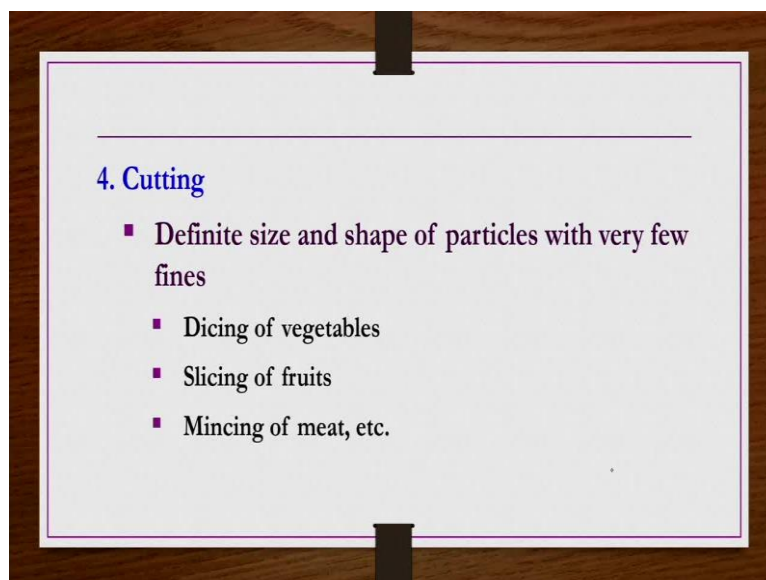 4. Cutting
▪ Definite size and shape of particles with very few
fines
▪ Dicing of vegetables
▪ Slicing of fruits
▪ Mincing of meat, etc.